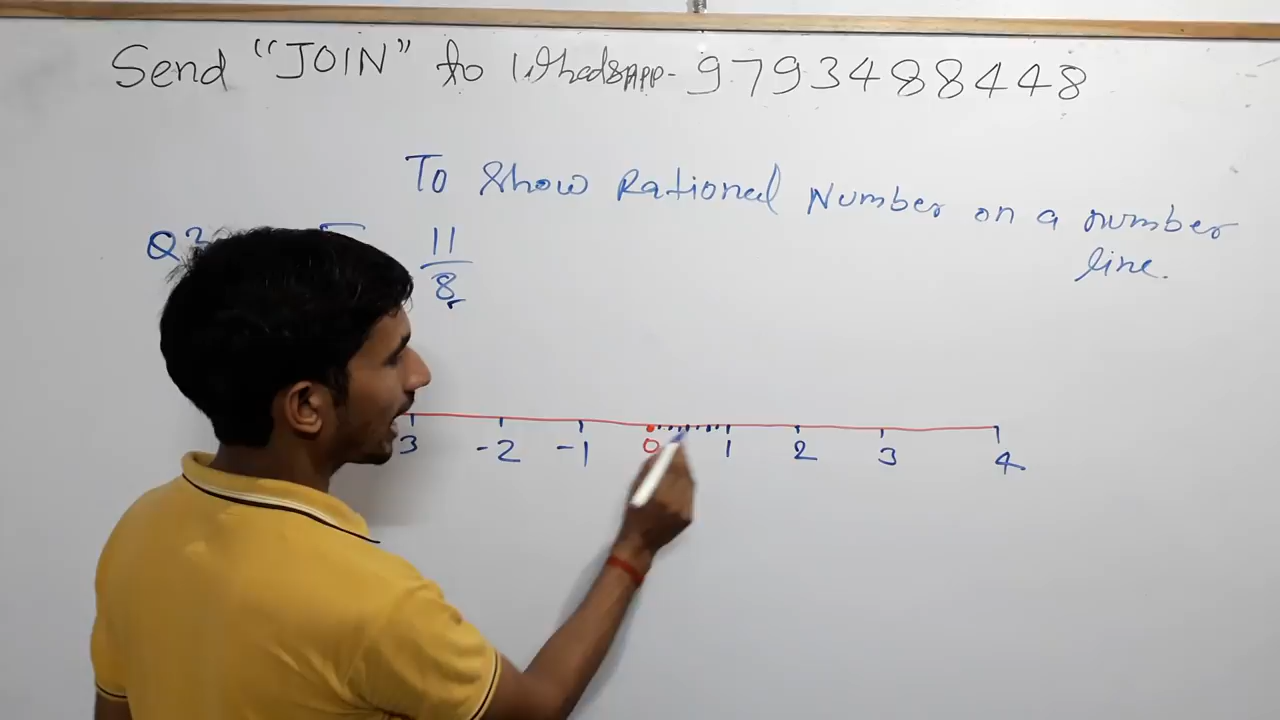 Send "JOIN" to WhadsAPP- 9793488448
To Show Rational Number on a number
line.
Q2
11
8
3 -2 -1 0 1 2 3 4